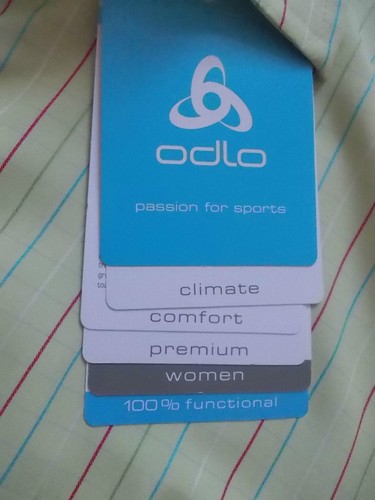 odlo
passion for sports
climate
comfort
premium
women
100% functional